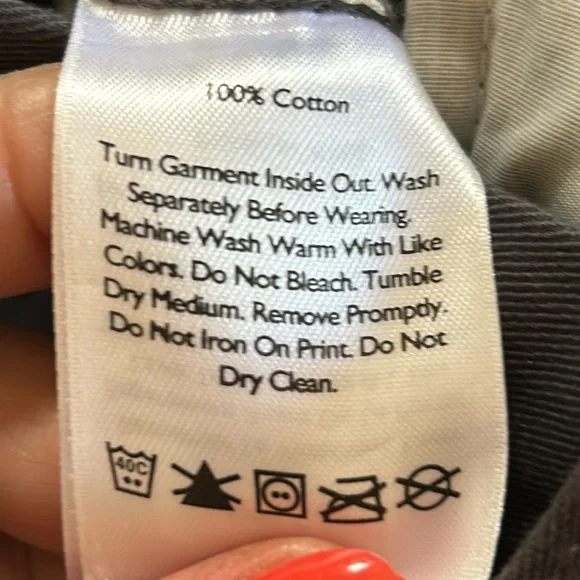 100% Cotton
Turn Garment Inside Out. Wash
Separately Before Wearing.
Machine Wash Warm With Like
Colors. Do Not Bleach. Tumble
Dry Medium. Remove Promptly.
Do Not Iron On Print. Do Not
Dry Clean.
40C